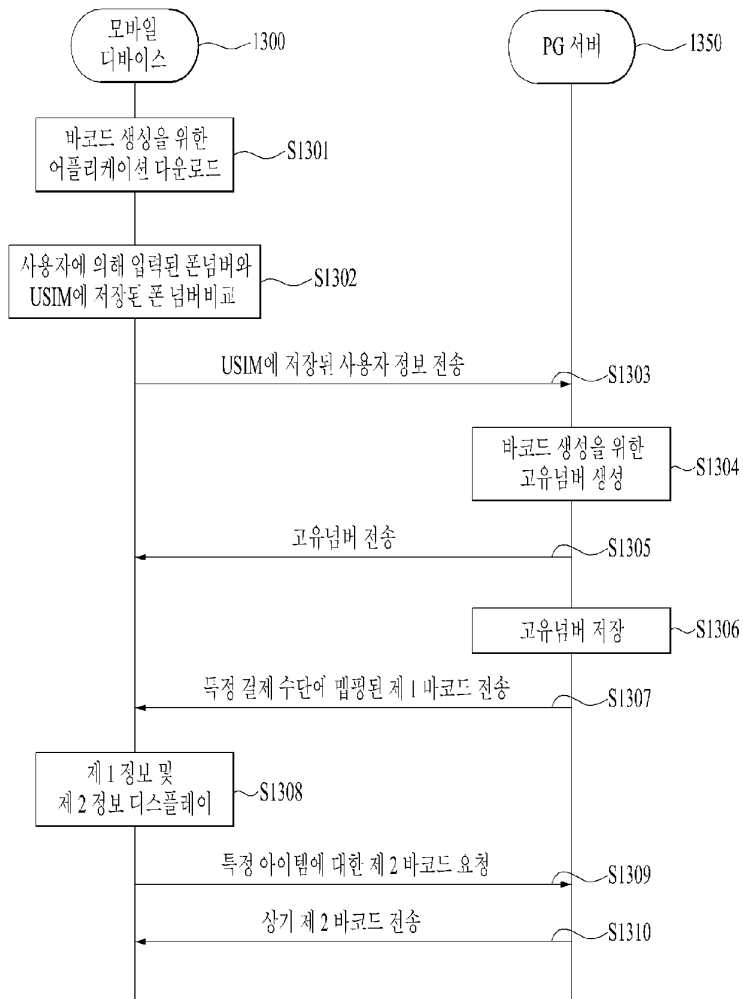 모바일
디바이스
1300
PG 서버
1350
바코드 생성을 위한
어플리케이션 다운로드
S1301
사용자에 의해 입력된 폰넘버와
USIM에 저장된 폰 넘버비교
S1302
USIM에 저장된 사용자 정보 전송
S1303
바코드 생성을 위한
고유넘버 생성
S1304
고유넘버 전송
S1305
고유넘버 저장
S1306
특정 결제 수단에 맵핑된 제 1 바코드 전송
S1307
제 1 정보 및
제 2 정보 디스플레이
S1308
특정 아이템에 대한 제 2 바코드 요청
S1309
상기 제 2 바코드 전송
S1310